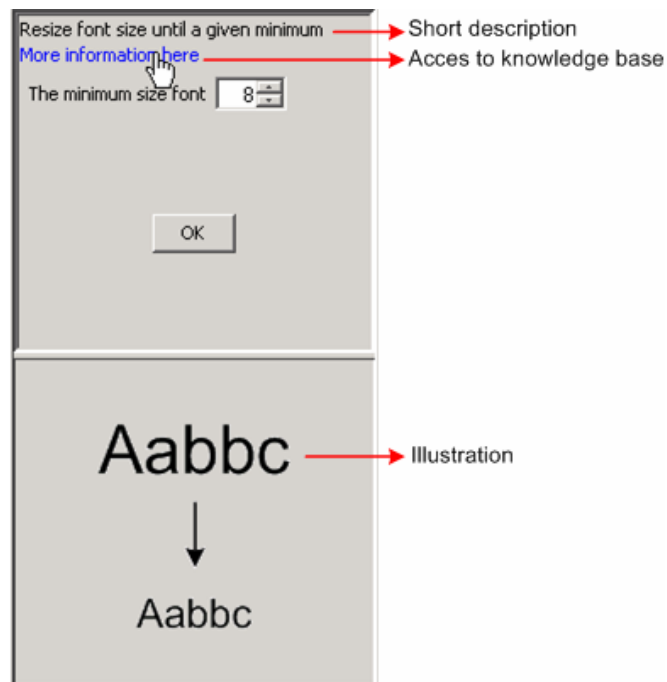 Resize font size until a given minimum
Short description
More information here
Acces to knowledge base
The minimum size font 8
OK
Aabbc
Illustration
Aabbc